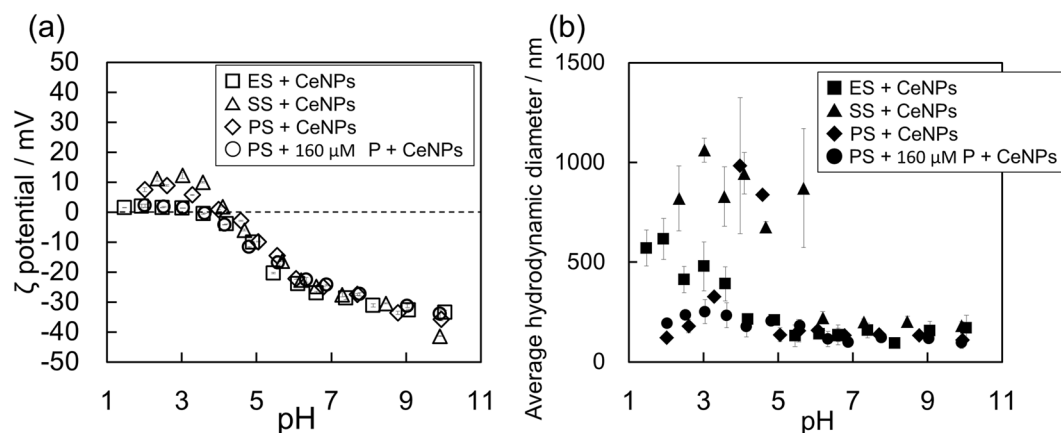 (a)
ζ potential / mV
50
40
30
20
10
0
-10
-20
-30
-40
-50
1 3 5 7 9 11
pH
ES + CeNPs
SS + CeNPs
PS + CeNPs
PS + 160 μM P + CeNPs
(b)
Average hydrodynamic diameter / nm
1500
1000
500
0
1 3 5 7 9 11
pH
ES + CeNPs
SS + CeNPs
PS + CeNPs
PS + 160 μM P + CeNPs